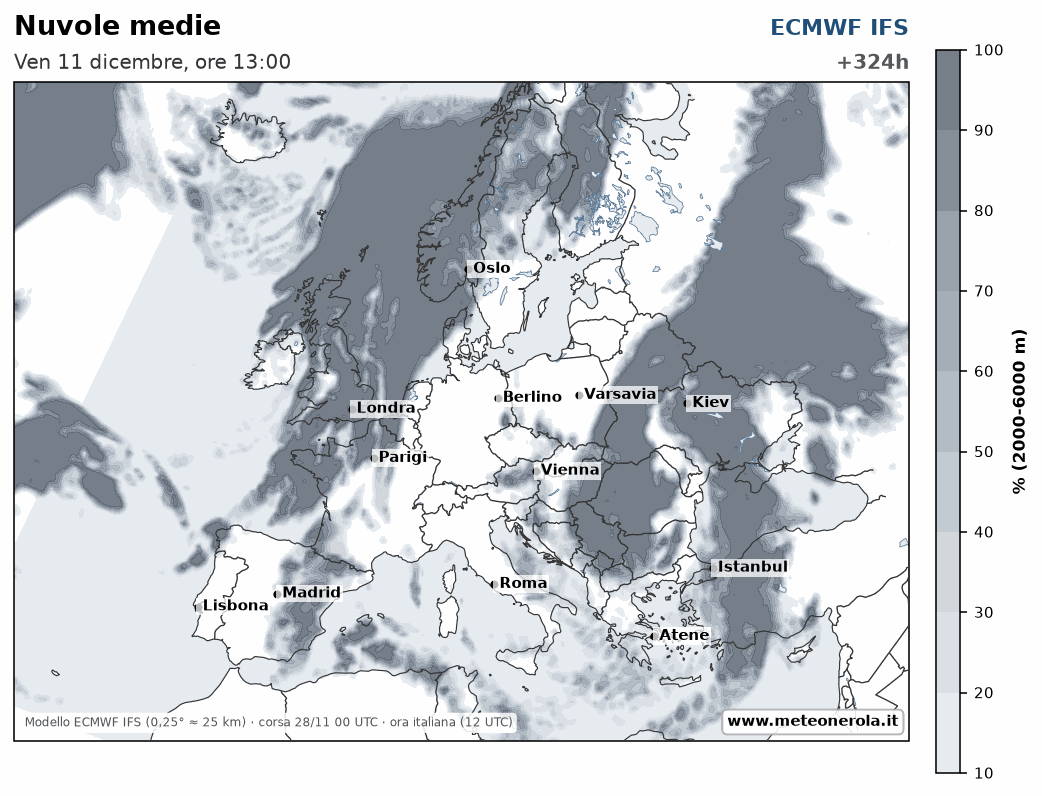 Nuvole medie
ECMWF IFS
Ven 11 dicembre, ore 13:00
+324h
100
90
80
70
60
50
40
30
20
10
% (2000-6000 m)
Oslo
Berlino
Varsavia
Londra
Kiev
Parigi
Vienna
Istanbul
Roma
Madrid
Lisbona
Atene
Modello ECMWF IFS (0,25° ≈ 25 km) · corsa 28/11 00 UTC · ora italiana (12 UTC)
www.meteonerola.it